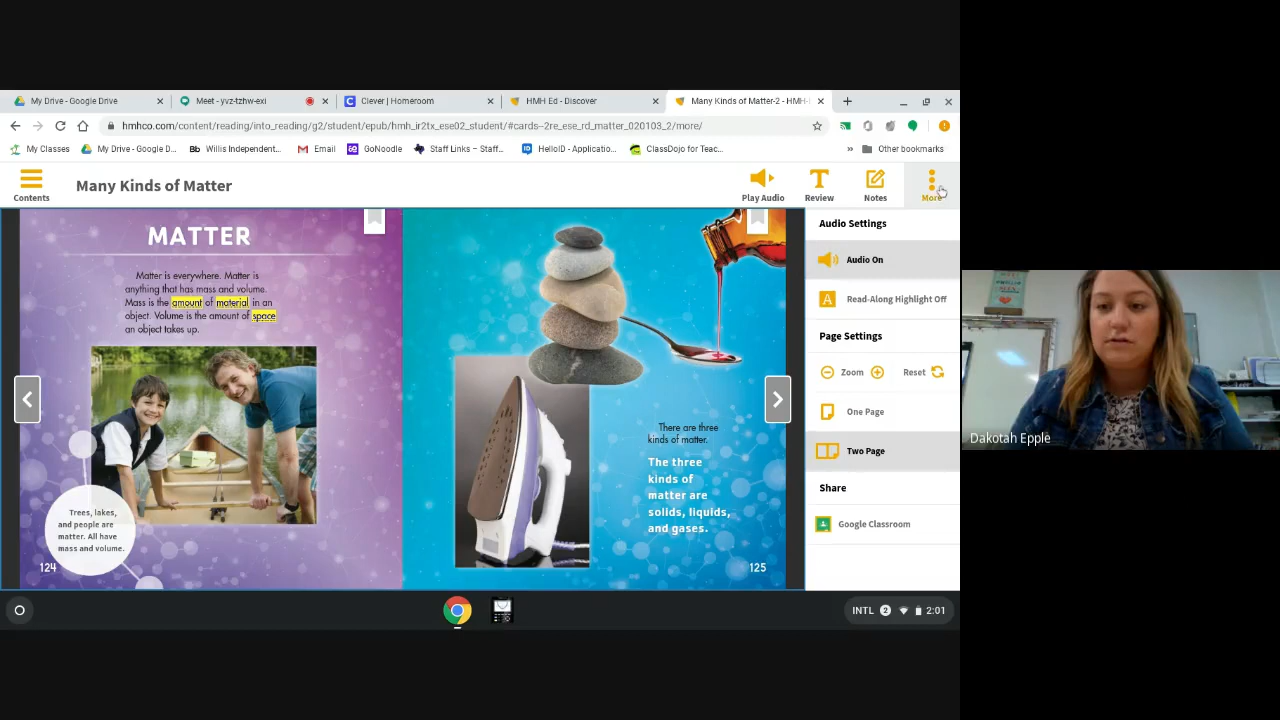 My Drive - Google Drive
Meet - yvz-tzhw-exi
Clever | Homeroom
HMH Ed - Discover
Many Kinds of Matter-2 - HMH-
hmhco.com/content/reading/into_reading/g2/student/epub/hmh_ir2tx_ese02_student/#cards--2re_ese_rd_matter_020103_2/more/
My Classes
My Drive - Google D...
Bb Willis Independent...
Email
GoNoodle
Staff Links – Staff...
HelloID - Applicatio...
ClassDojo for Teac...
» Other bookmarks
Contents
Many Kinds of Matter
Play Audio
Review
Notes
More
MATTER
Matter is everywhere. Matter is
anything that has mass and volume.
Mass is the amount of material in an
object. Volume is the amount of space
an object takes up.
Trees, lakes,
and people are
matter. All have
mass and volume.
124
There are three
kinds of matter.
The three
kinds of
matter are
solids, liquids,
and gases.
125
Audio Settings
Audio On
Read-Along Highlight Off
Page Settings
Zoom
Reset
One Page
Two Page
Share
Google Classroom
INTL 2 2:01
Dakotah Epple